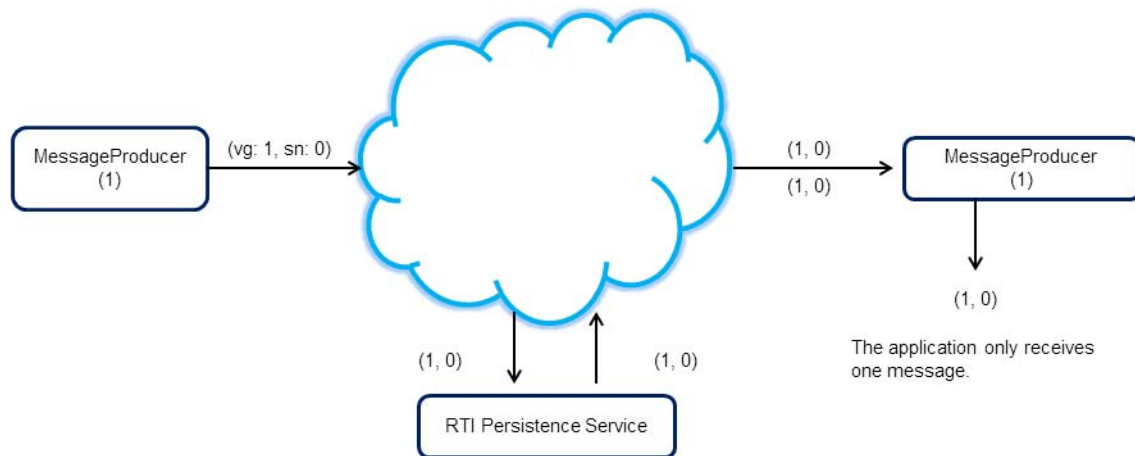 MessageProducer
(1)
(vg: 1, sn: 0)
(1, 0)
(1, 0)
MessageProducer
(1)
(1, 0)
The application only receives
one message.
(1, 0)
(1, 0)
RTI Persistence Service